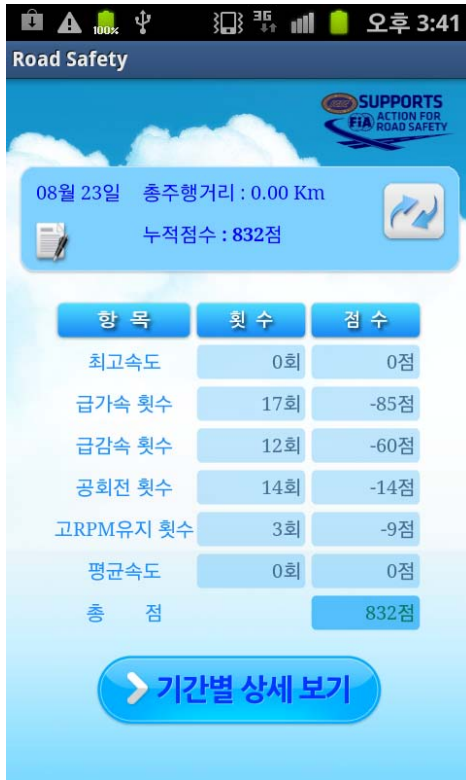 100% 3G 오후 3:41
Road Safety
SUPPORTS
FiA ACTION FOR
ROAD SAFETY
08월 23일 총주행거리 : 0.00 Km
누적점수 : 832점
항 목 횟 수 점 수
최고속도 0회 0점
급가속 횟수 17회 -85점
급감속 횟수 12회 -60점
공회전 횟수 14회 -14점
고RPM유지 횟수 3회 -9점
평균속도 0회 0점
총 점 832점
기간별 상세 보기